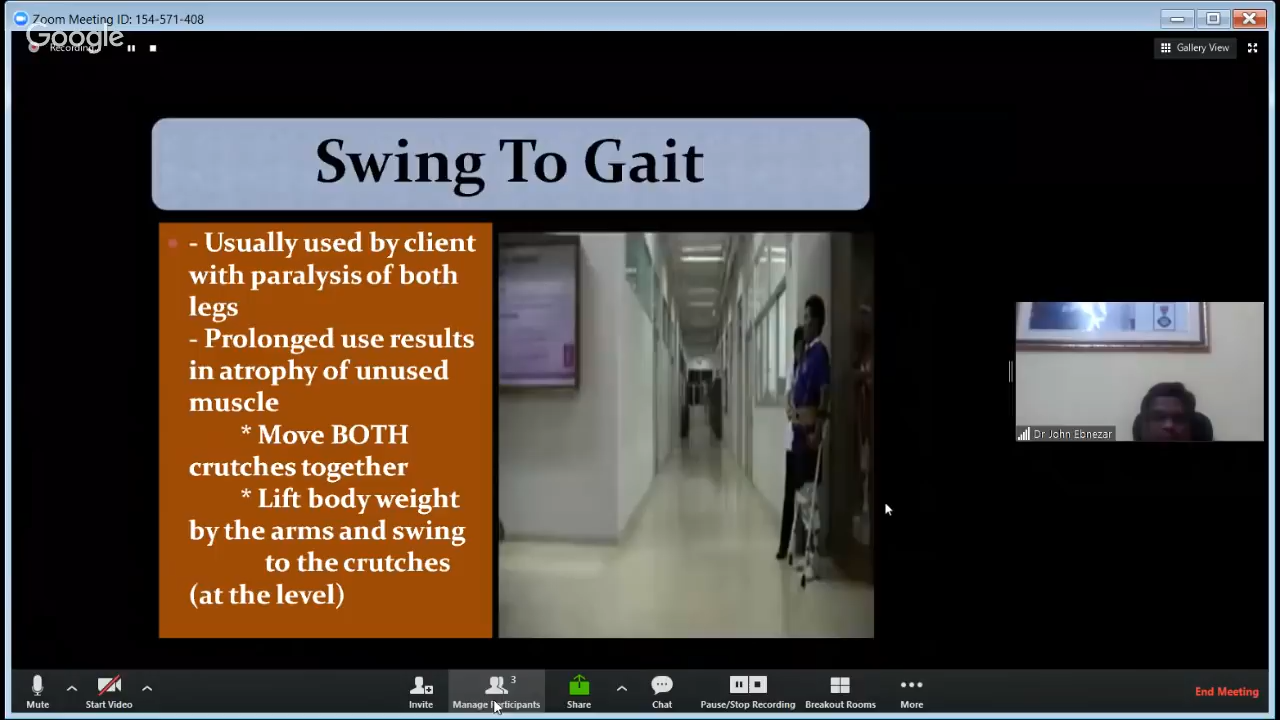 Zoom Meeting ID: 154-571-408
Google
Recording
Gallery View
Swing To Gait
- Usually used by client
with paralysis of both
legs
- Prolonged use results
in atrophy of unused
muscle
* Move BOTH
crutches together
* Lift body weight
by the arms and swing
to the crutches
(at the level)
Dr John Ebnezar
3
Mute
Start Video
Invite
Manage Participants
Share
Chat
Pause/Stop Recording
Breakout Rooms
More
End Meeting